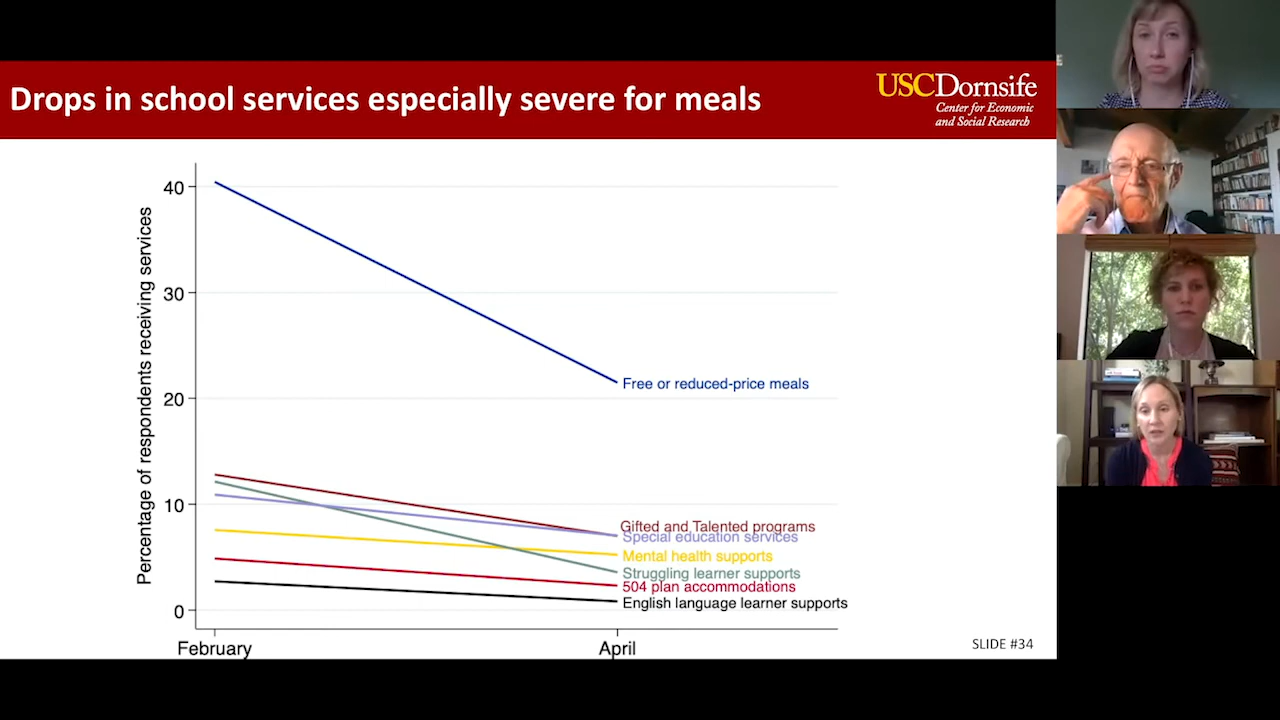 Drops in school services especially severe for meals
USCDornsife
Center for Economic
and Social Research
Percentage of respondents receiving services
40
30
20
10
0
Free or reduced-price meals
Gifted and Talented programs
Special education services
Mental health supports
Struggling learner supports
504 plan accommodations
English language learner supports
February
April
SLIDE #34